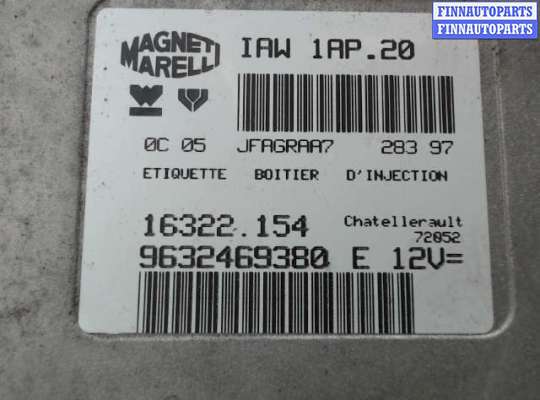 FINNAUTOPARTS
FINNAUTOPARTS
MAGNETI
MARELLI
IAW 1AP.20
0C 05 JFAGRAA7 283 97
ETIQUETTE BOITIER D'INJECTION
16322.154
Chatellerault
72052
9632469380 E 12V=